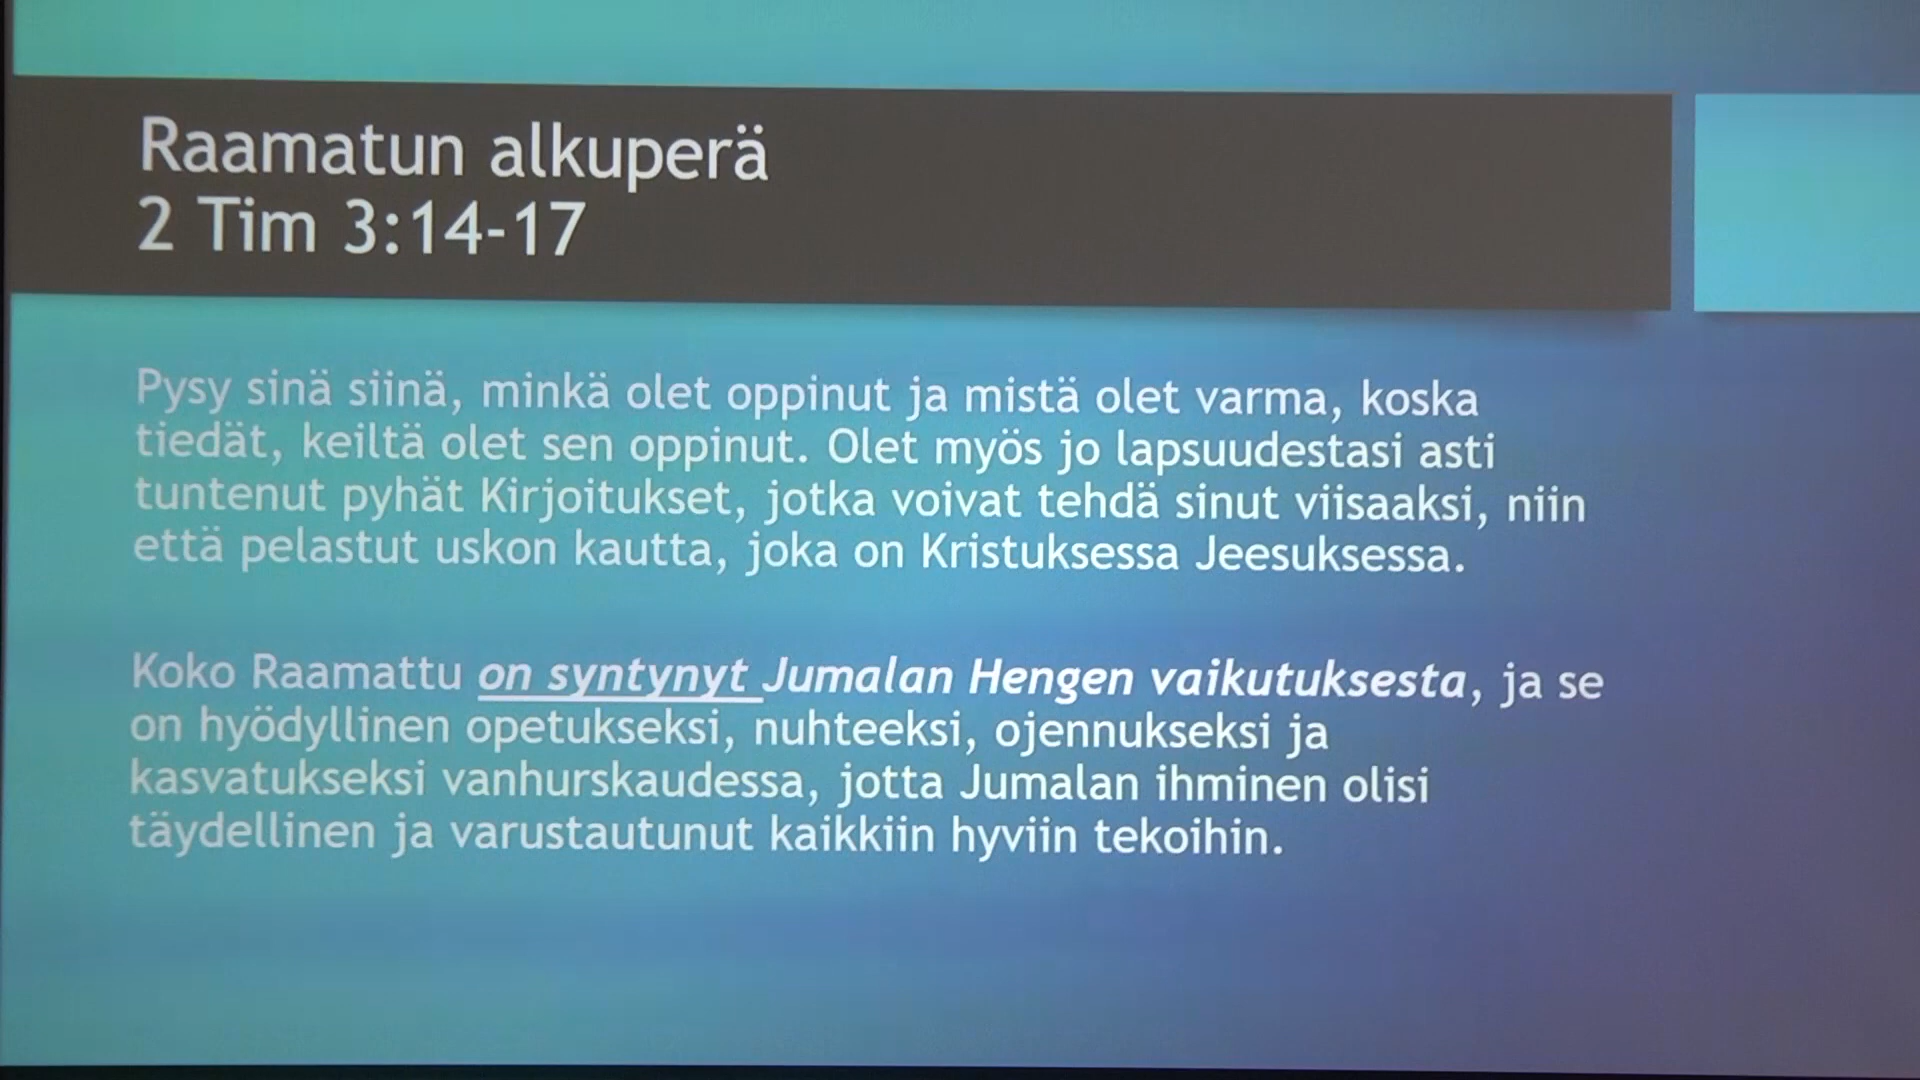 Raamatun alkuperä
2 Tim 3:14-17
Pysy sinä siinä, minkä olet oppinut ja mistä olet varma, koska
tiedät, keiltä olet sen oppinut. Olet myös jo lapsuudestasi asti
tuntenut pyhät Kirjoitukset, jotka voivat tehdä sinut viisaaksi, niin
että pelastut uskon kautta, joka on Kristuksessa Jeesuksessa.
Koko Raamattu on syntynyt Jumalan Hengen vaikutuksesta, ja se
on hyödyllinen opetukseksi, nuhteeksi, ojennukseksi ja
kasvatukseksi vanhurskaudessa, jotta Jumalan ihminen olisi
täydellinen ja varustautunut kaikkiin hyviin tekoihin.